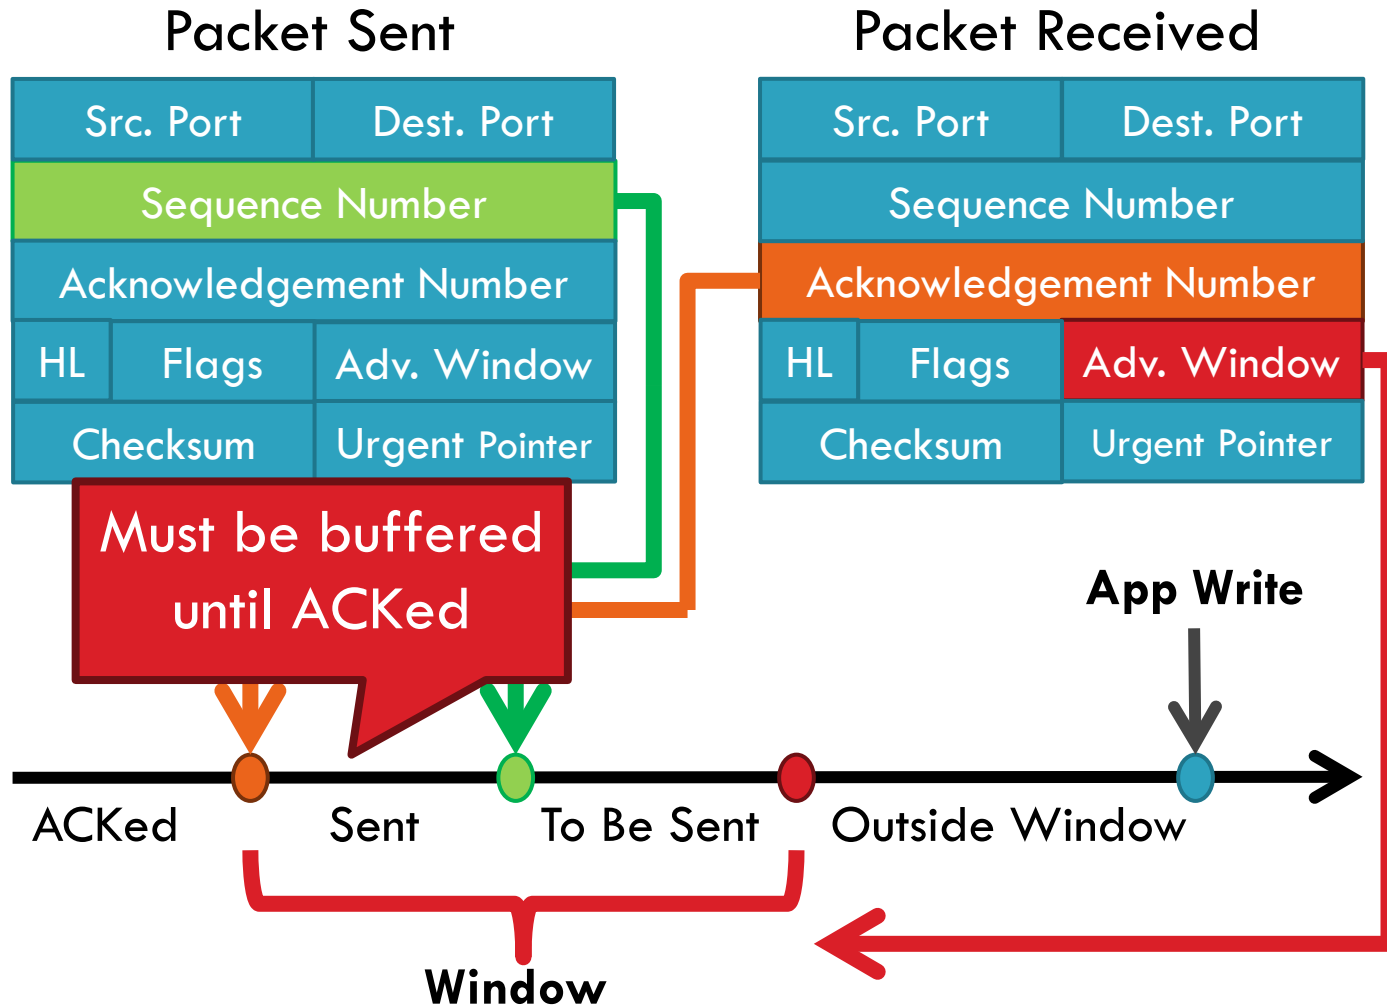 Packet Sent
Packet Received
Src. Port
Dest. Port
Sequence Number
Acknowledgement Number
HL
Flags
Adv. Window
Checksum
Urgent Pointer
Src. Port
Dest. Port
Sequence Number
Acknowledgement Number
HL
Flags
Adv. Window
Checksum
Urgent Pointer
Must be buffered
until ACKed
App Write
ACKed
Sent
To Be Sent
Outside Window
Window